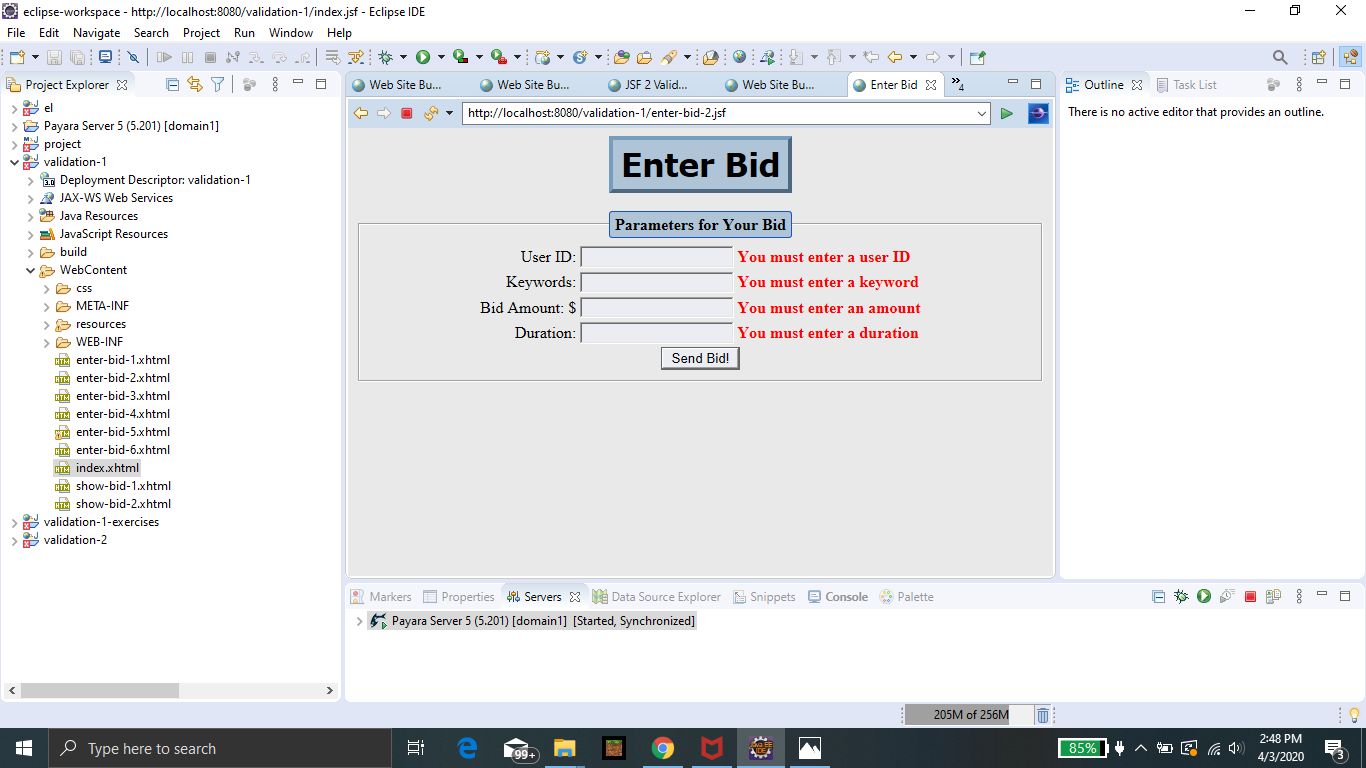 eclipse-workspace - http://localhost:8080/validation-1/index.jsf - Eclipse IDE
File Edit Navigate Search Project Run Window Help
Project Explorer
el
Payara Server 5 (5.201) [domain1]
project
validation-1
Deployment Descriptor: validation-1
JAX-WS Web Services
Java Resources
JavaScript Resources
build
WebContent
css
META-INF
resources
WEB-INF
enter-bid-1.xhtml
enter-bid-2.xhtml
enter-bid-3.xhtml
enter-bid-4.xhtml
enter-bid-5.xhtml
enter-bid-6.xhtml
index.xhtml
show-bid-1.xhtml
show-bid-2.xhtml
validation-1-exercises
validation-2
Web Site Bu... Web Site Bu... JSF 2 Valid... Web Site Bu... Enter Bid »4
http://localhost:8080/validation-1/enter-bid-2.jsf
Enter Bid
Parameters for Your Bid
User ID: You must enter a user ID
Keywords: You must enter a keyword
Bid Amount: $ You must enter an amount
Duration: You must enter a duration
Send Bid!
Outline Task List
There is no active editor that provides an outline.
Markers Properties Servers Data Source Explorer Snippets Console Palette
Payara Server 5 (5.201) [domain1] [Started, Synchronized]
205M of 256M
Type here to search
99+
85%
2:48 PM
4/3/2020
3